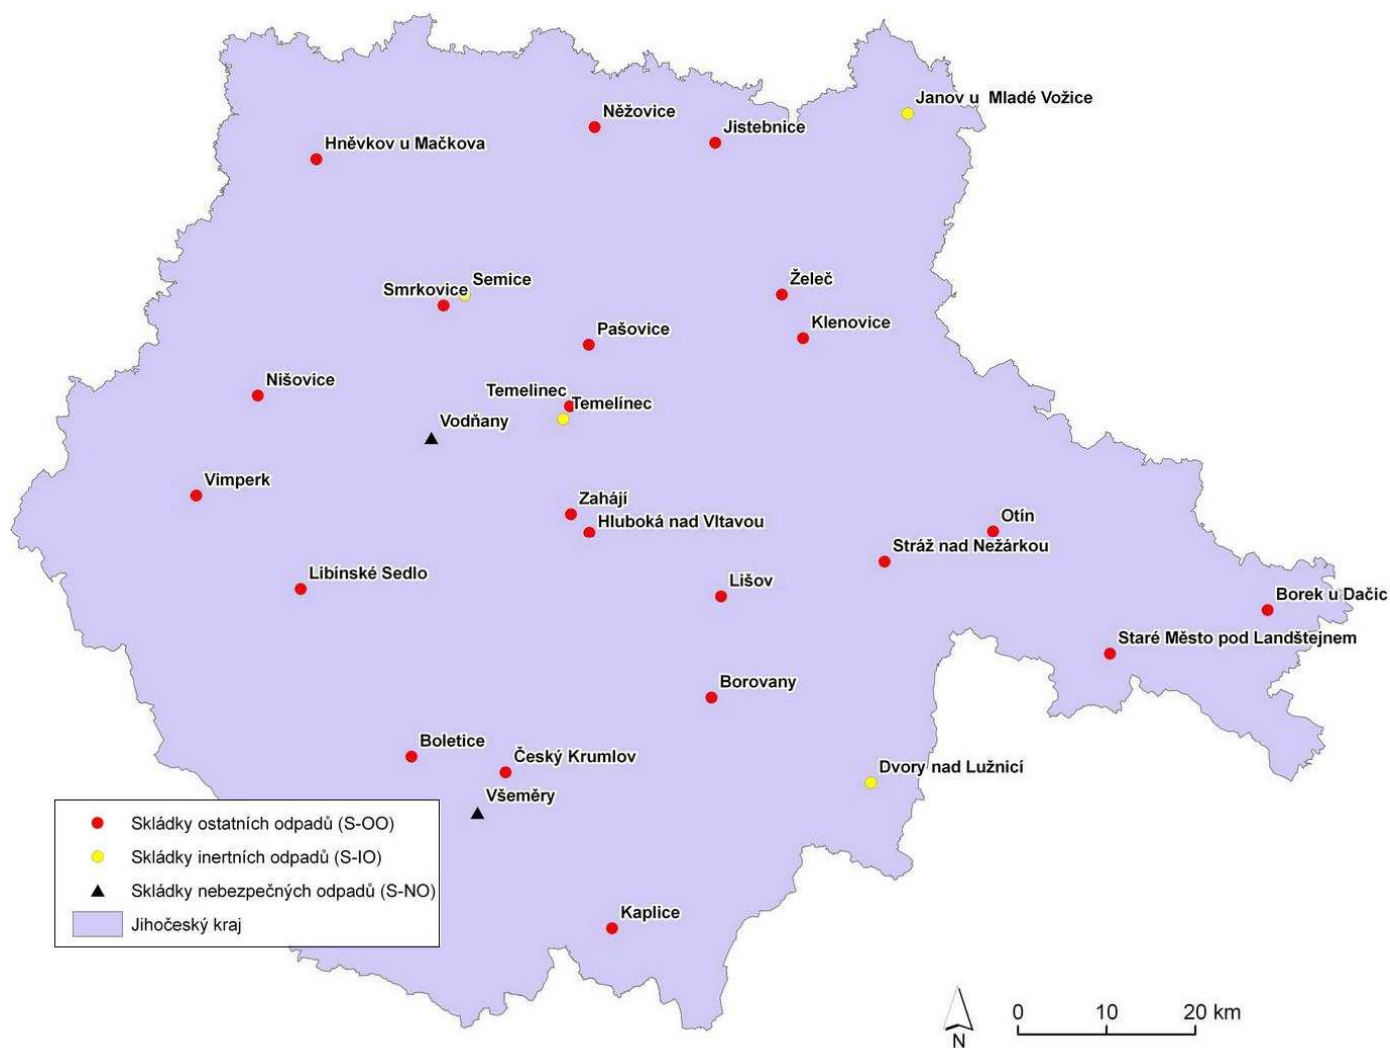 Janov u Mladé Vožice
Něžovice
Jistebnice
Hněvkov u Mačkova
Semice
Smrkovice
Želeč
Klenovice
Pašovice
Nišovice
Temelinec
Temelínec
Vodňany
Vimperk
Zahájí
Hluboká nad Vltavou
Otín
Stráž nad Nežárkou
Libínské Sedlo
Lišov
Borek u Dačic
Staré Město pod Landštejnem
Borovany
Boletice
Český Krumlov
Dvory nad Lužnicí
Všeměry
Skládky ostatních odpadů (S-OO)
Skládky inertních odpadů (S-IO)
Skládky nebezpečných odpadů (S-NO)
Jihočeský kraj
Kaplice
0 10 20 km
N